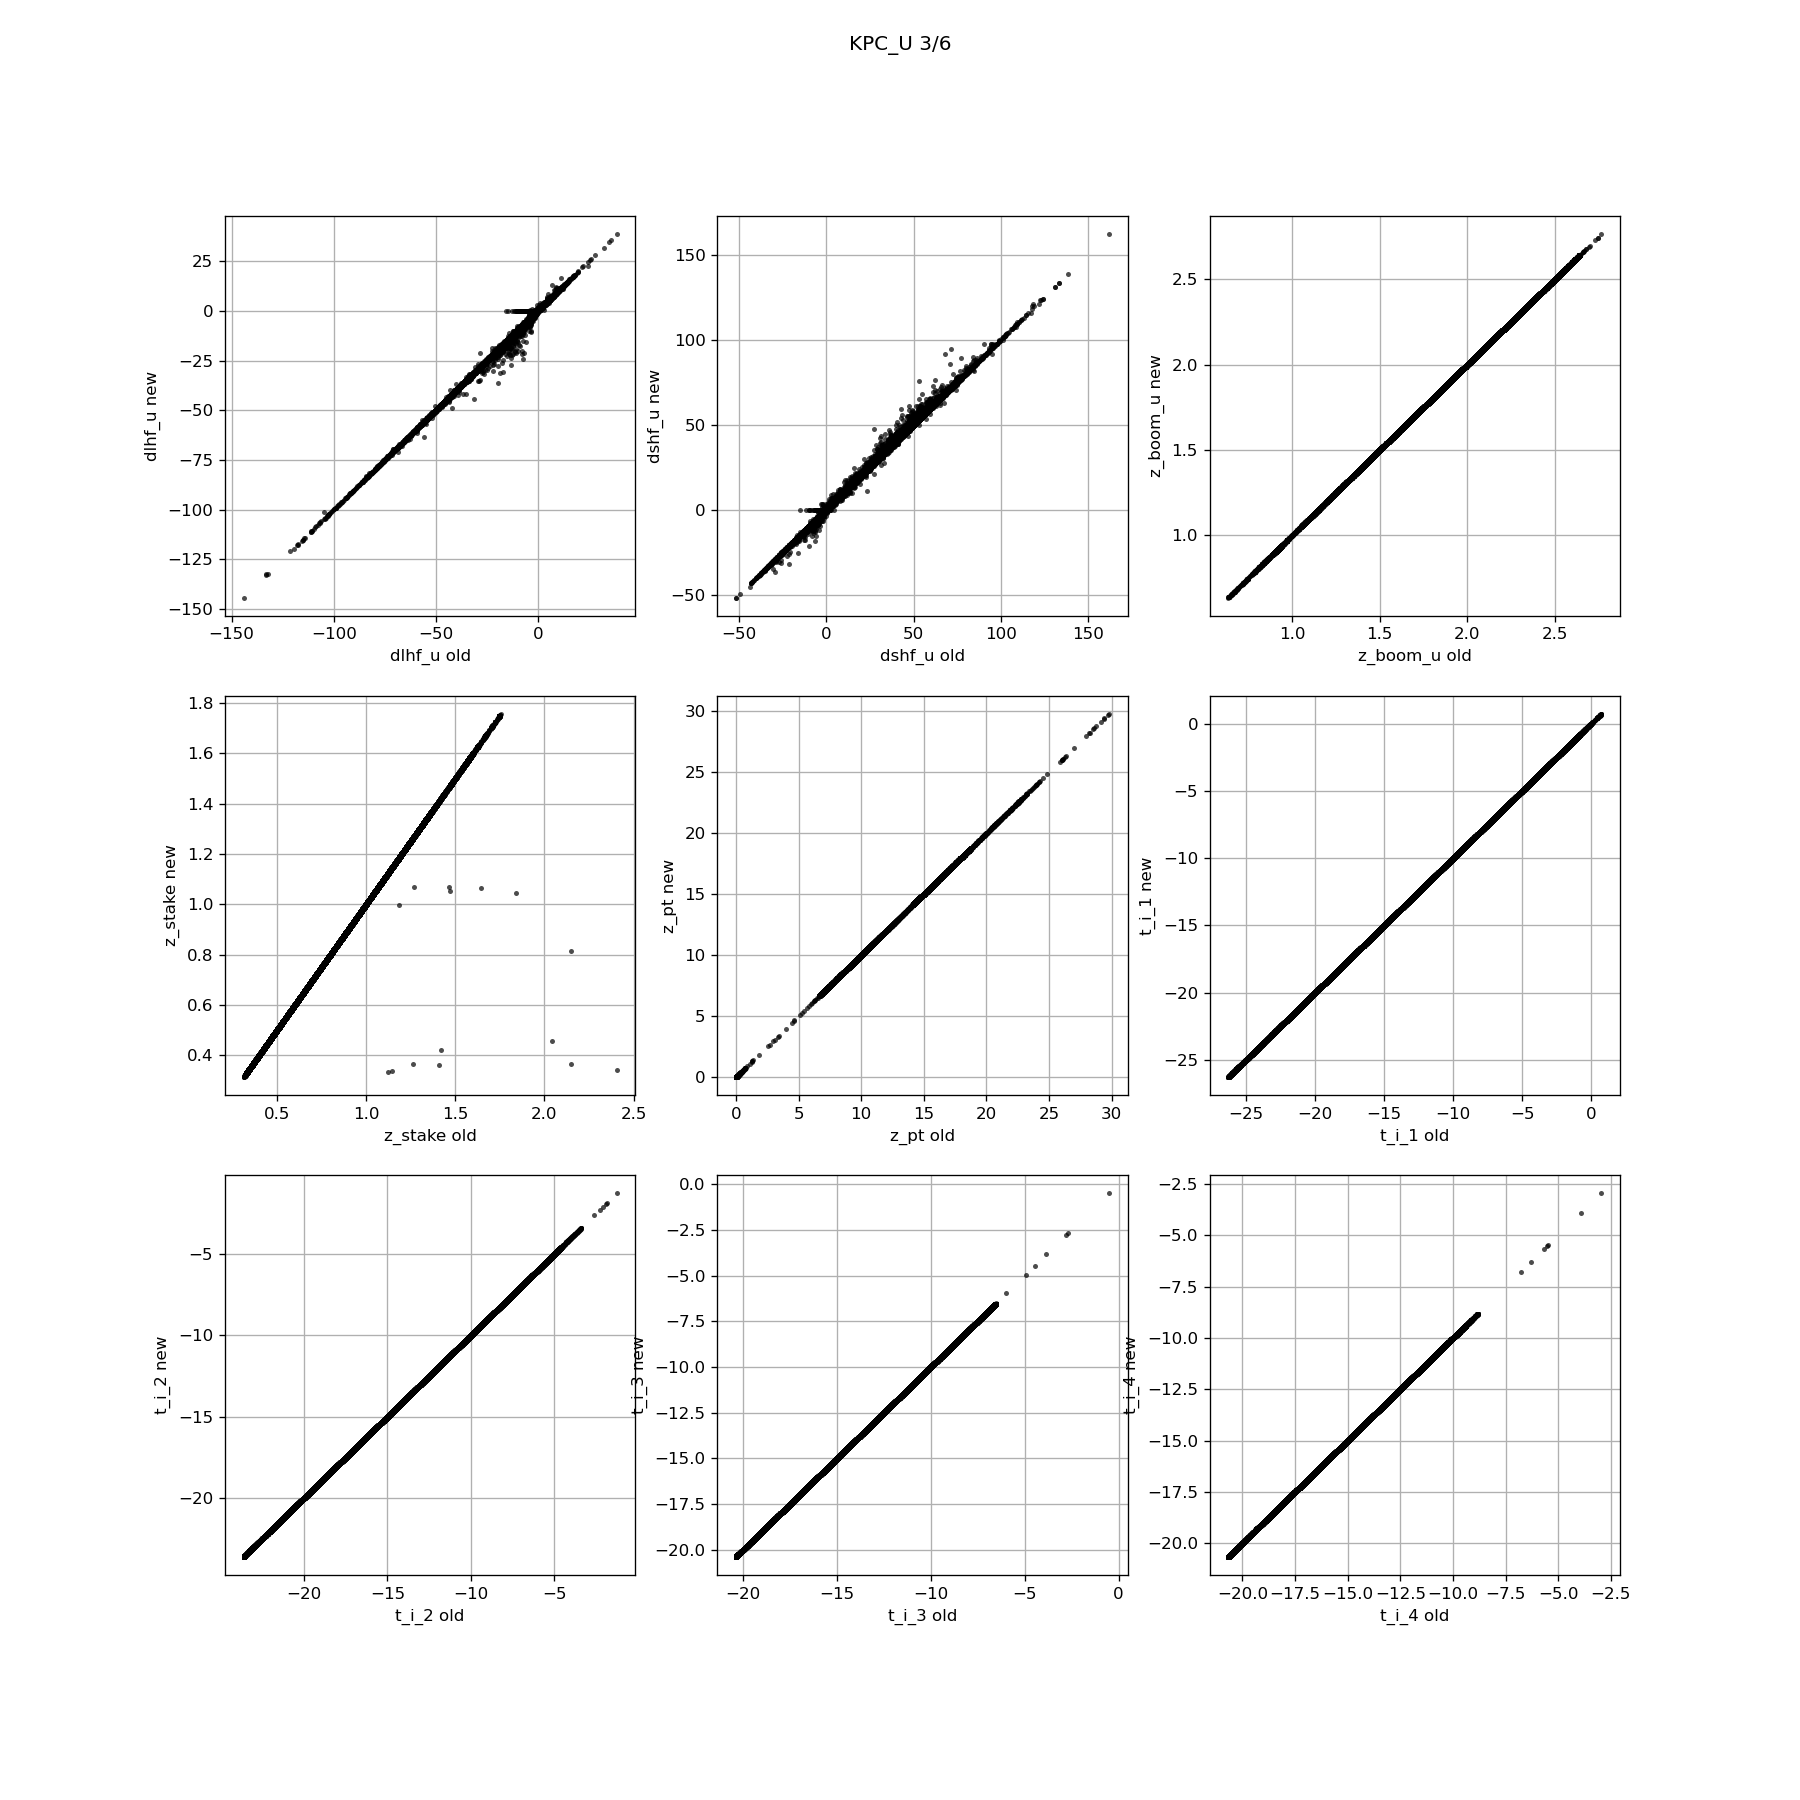 KPC_U 3/6
25
0
−25
−50
−75
−100
−125
−150
dlhf_u new
−150 −100 −50 0
dlhf_u old
150
100
50
0
−50
dshf_u new
−50 0 50 100 150
dshf_u old
2.5
2.0
1.5
1.0
z_boom_u new
1.0 1.5 2.0 2.5
z_boom_u old
1.8
1.6
1.4
1.2
1.0
0.8
0.6
0.4
z_stake new
0.5 1.0 1.5 2.0 2.5
z_stake old
30
25
20
15
10
5
0
z_pt new
0 5 10 15 20 25 30
z_pt old
0
−5
−10
−15
−20
−25
t_i_1 new
−25 −20 −15 −10 −5 0
t_i_1 old
−5
−10
−15
−20
t_i_2 new
−20 −15 −10 −5
t_i_2 old
0.0
−2.5
−5.0
−7.5
−10.0
−12.5
−15.0
−17.5
−20.0
t_i_3 new
−20 −15 −10 −5 0
t_i_3 old
−2.5
−5.0
−7.5
−10.0
−12.5
−15.0
−17.5
−20.0
t_i_4 new
−20.0 −17.5 −15.0 −12.5 −10.0 −7.5 −5.0 −2.5
t_i_4 old